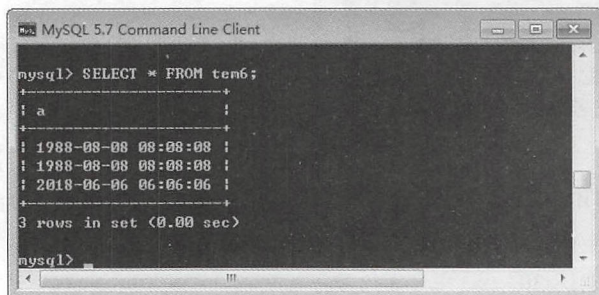 MySQL 5.7 Command Line Client
mysql> SELECT * FROM tem6;
+---------------------+
| a                   |
+---------------------+
| 1988-08-08 08:08:08 |
| 1988-08-08 08:08:08 |
| 2018-06-06 06:06:06 |
+---------------------+
3 rows in set (0.00 sec)
mysql> _